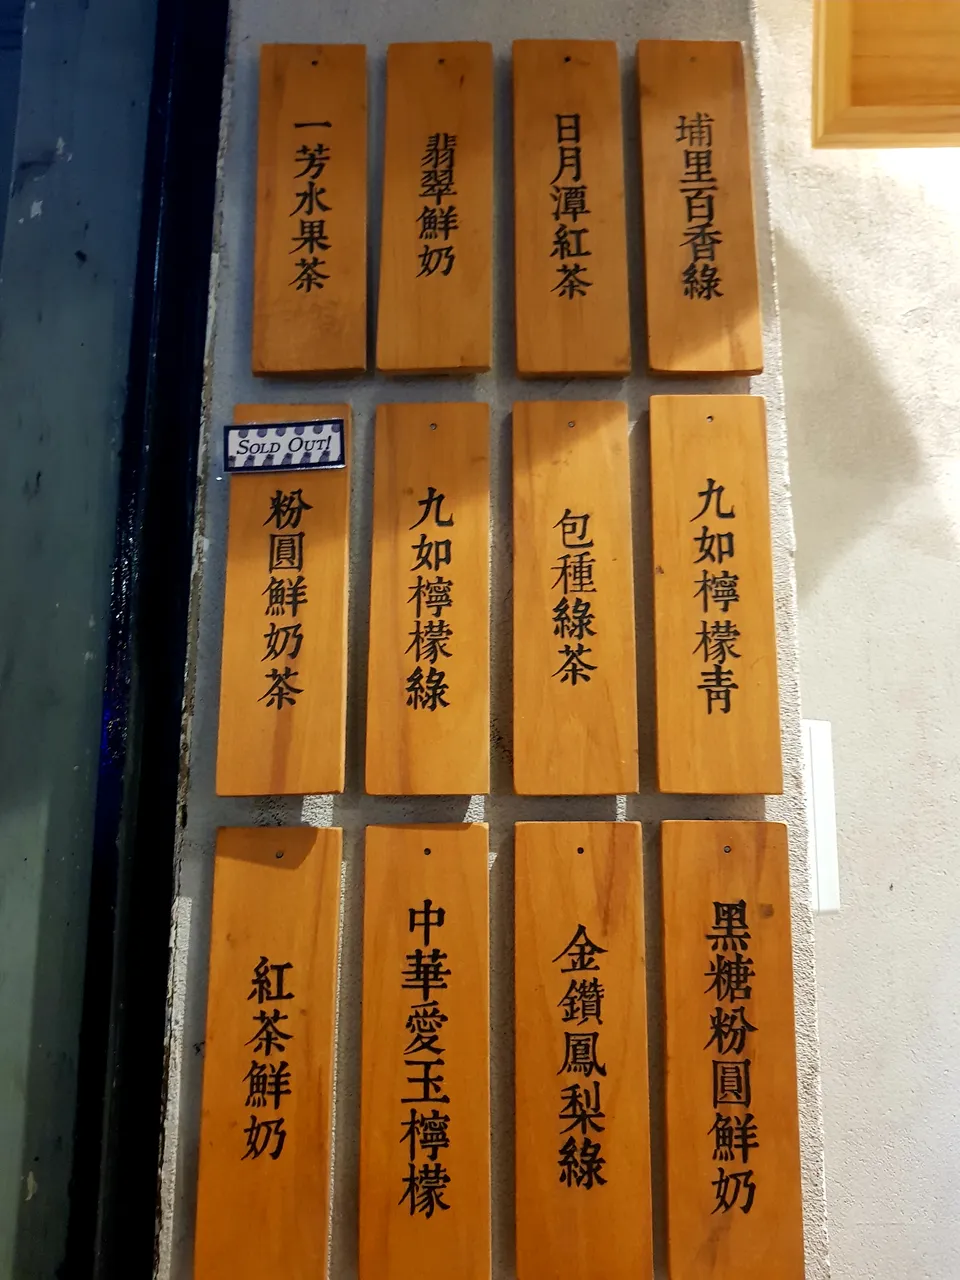 一芳水果茶
翡翠鮮奶
日月潭紅茶
埔里百香綠
SOLD OUT!
粉圓鮮奶茶
九如檸檬綠
包種綠茶
九如檸檬青
紅茶鮮奶
中華愛玉檸檬
金鑽鳳梨綠
黑糖粉圓鮮奶